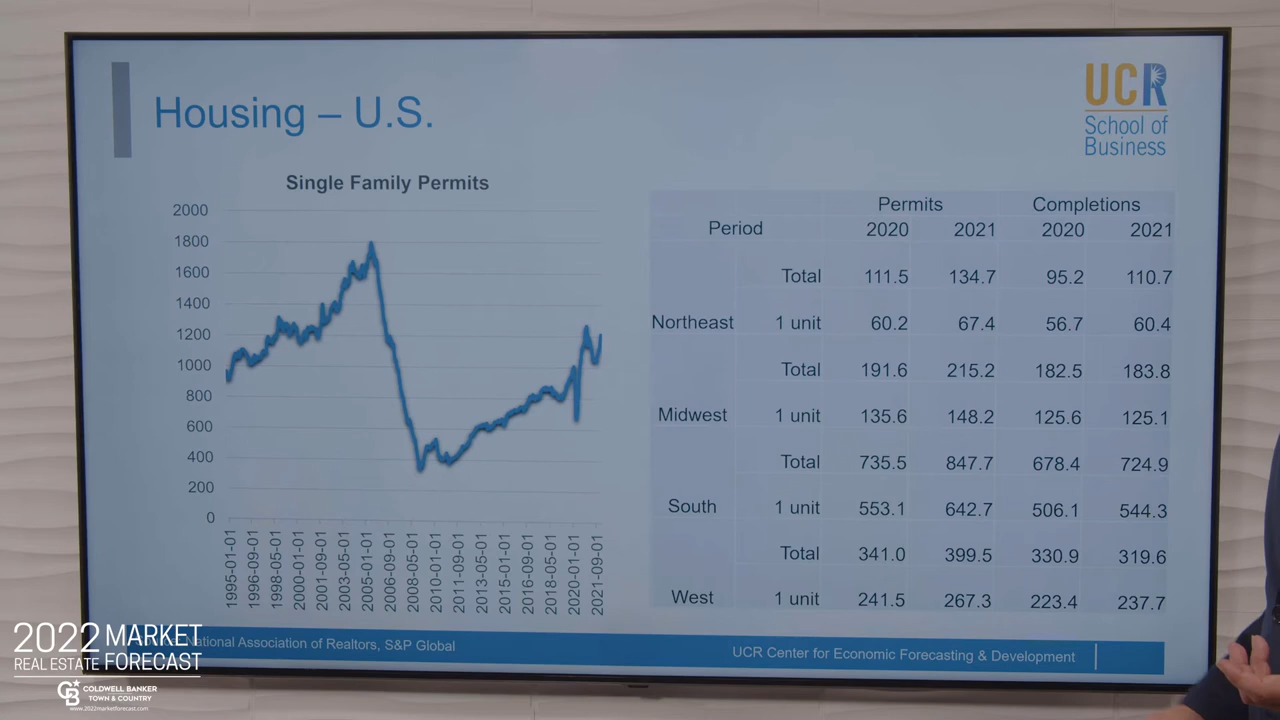 Housing – U.S.
UCR
School of
Business
Single Family Permits
2000
1800
1600
1400
1200
1000
800
600
400
200
0
1995-01-01
1996-09-01
1998-05-01
2000-01-01
2001-09-01
2003-05-01
2005-01-01
2006-09-01
2008-05-01
2010-01-01
2011-09-01
2013-05-01
2015-01-01
2016-09-01
2018-05-01
2020-01-01
2021-09-01
Permits Completions
Period 2020 2021 2020 2021
Total 111.5 134.7 95.2 110.7
Northeast 1 unit 60.2 67.4 56.7 60.4
Total 191.6 215.2 182.5 183.8
Midwest 1 unit 135.6 148.2 125.6 125.1
Total 735.5 847.7 678.4 724.9
South 1 unit 553.1 642.7 506.1 544.3
Total 341.0 399.5 330.9 319.6
West 1 unit 241.5 267.3 223.4 237.7
National Association of Realtors, S&P Global
UCR Center for Economic Forecasting & Development
2022 MARKET
REAL ESTATE FORECAST
CB
COLDWELL BANKER
TOWN & COUNTRY
www.2022marketforecast.com